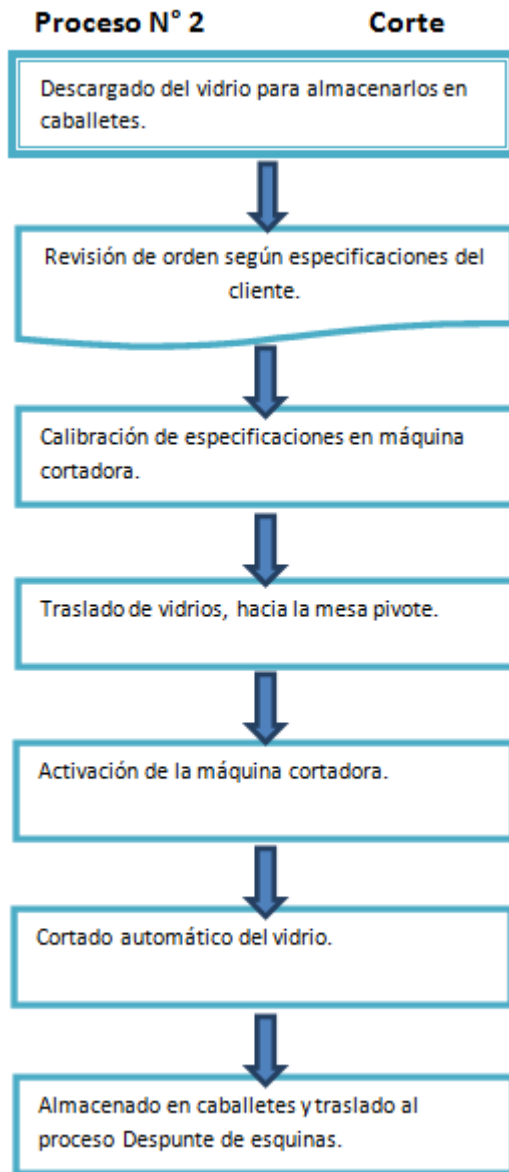 Proceso N° 2 Corte
Descargado del vidrio para almacenarlos en
caballetes.
Revisión de orden según especificaciones del
cliente.
Calibración de especificaciones en máquina
cortadora.
Traslado de vidrios, hacia la mesa pivote.
Activación de la máquina cortadora.
Cortado automático del vidrio.
Almacenado en caballetes y traslado al
proceso Despunte de esquinas.